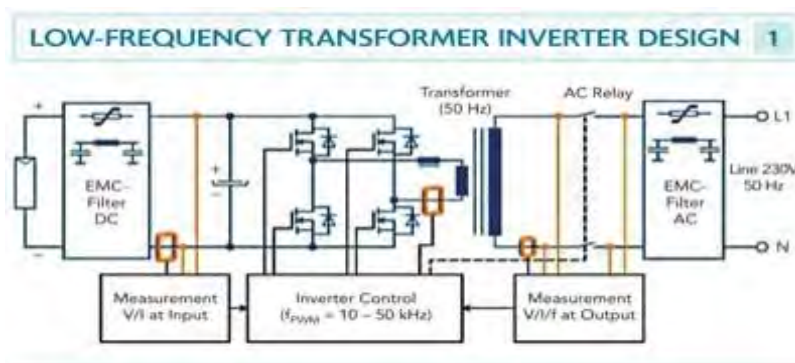 LOW-FREQUENCY TRANSFORMER INVERTER DESIGN 1
Transformer
(50 Hz)
AC Relay
+
EMC-
Filter
DC
−
+
−
EMC-
Filter
AC
L1
Line 230V
50 Hz
N
Measurement
V/I at Input
Inverter Control
(fPWM = 10 – 50 kHz)
Measurement
V/I/f at Output